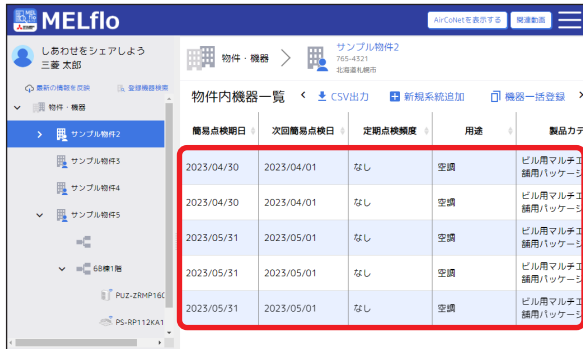 MELflo
AirCoNetを表示する
関連動画
しあわせをシェアしよう
三菱 太郎
最新の情報を反映
登録機器検索
物件・機器
サンプル物件2
サンプル物件3
サンプル物件4
サンプル物件5
6B棟1階
PUZ-ZRMP160
PS-RP112KA1
物件・機器
サンプル物件2
765-4321
北海道札幌市
物件内機器一覧
CSV出力
新規系統追加
機器一括登録
簡易点検期日 次回簡易点検日 定期点検頻度 用途 製品カテ
2023/04/30 2023/04/01 なし 空調 ビル用マルチエ
舗用パッケージ
2023/04/30 2023/04/01 なし 空調 ビル用マルチエ
舗用パッケージ
2023/05/31 2023/05/01 なし 空調 ビル用マルチエ
舗用パッケージ
2023/05/31 2023/05/01 なし 空調 ビル用マルチエ
舗用パッケージ
2023/05/31 2023/05/01 なし 空調 ビル用マルチエ
舗用パッケージ